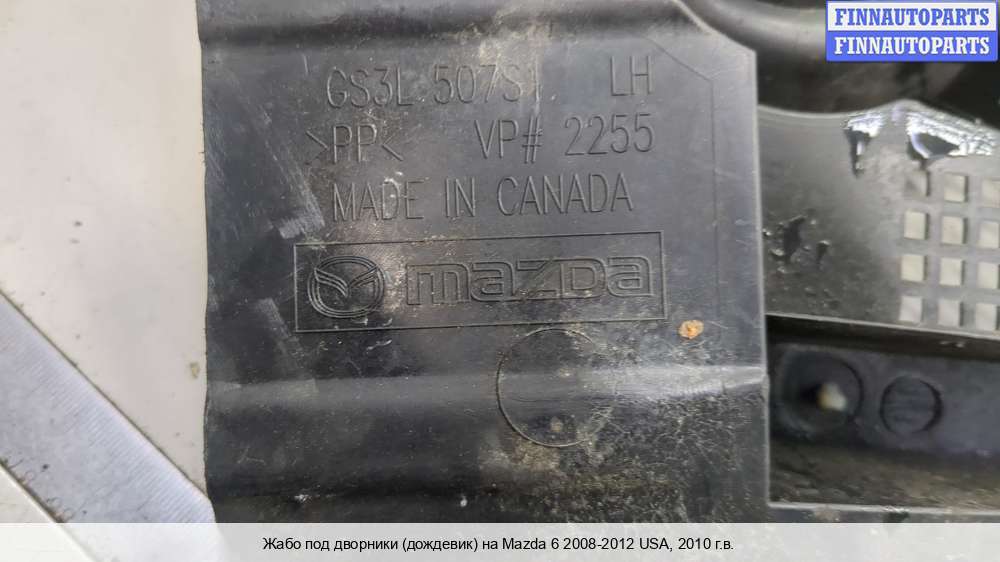 FINNAUTOPARTS
FINNAUTOPARTS
GS3L 507S1 LH
>PP< VP# 2255
MADE IN CANADA
mazda
Жабо под дворники (дождевик) на Mazda 6 2008-2012 USA, 2010 г.в.